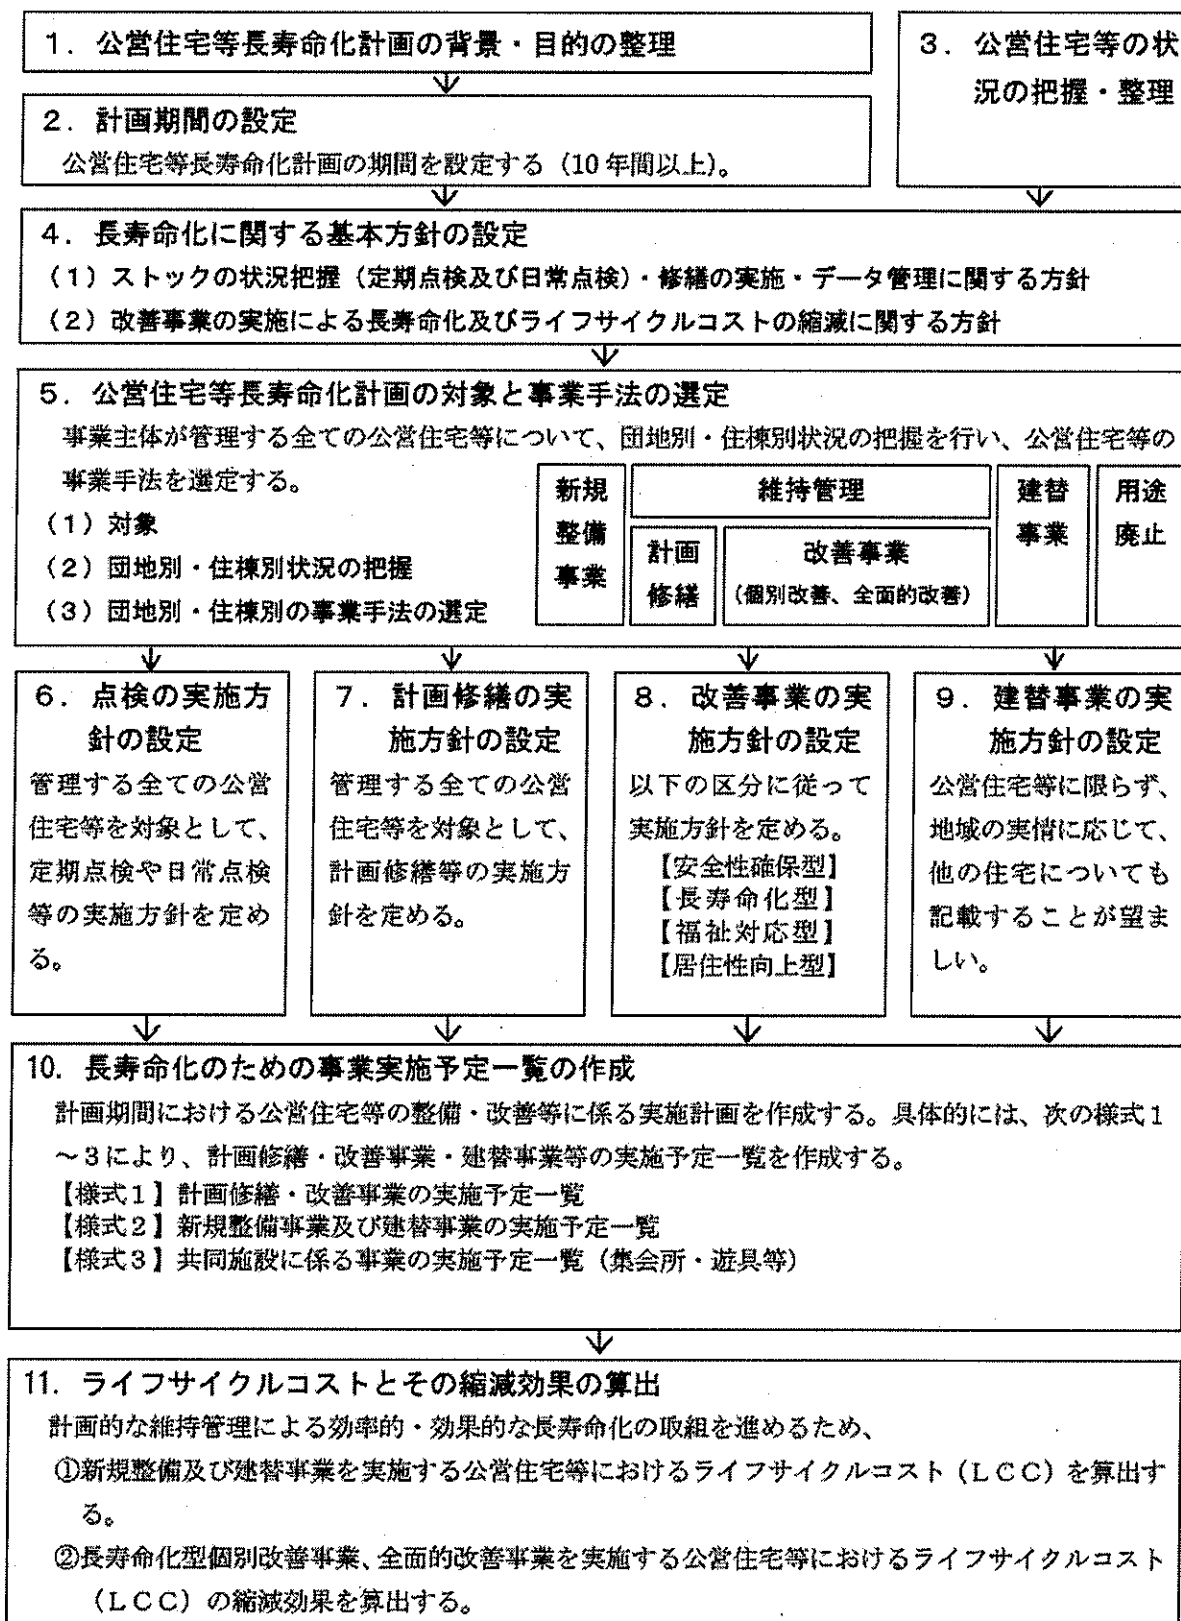 1．公営住宅等長寿命化計画の背景・目的の整理
2．計画期間の設定
公営住宅等長寿命化計画の期間を設定する（10年間以上）。
3．公営住宅等の状
況の把握・整理
4．長寿命化に関する基本方針の設定
（1）ストックの状況把握（定期点検及び日常点検）・修繕の実施・データ管理に関する方針
（2）改善事業の実施による長寿命化及びライフサイクルコストの縮減に関する方針
5．公営住宅等長寿命化計画の対象と事業手法の選定
事業主体が管理する全ての公営住宅等について、団地別・住棟別状況の把握を行い、公営住宅等の
事業手法を選定する。
（1）対象
（2）団地別・住棟別状況の把握
（3）団地別・住棟別の事業手法の選定
新規
整備
事業
維持管理
計画
修繕
改善事業
（個別改善、全面的改善）
建替
事業
用途
廃止
6．点検の実施方
針の設定
管理する全ての公営
住宅等を対象として、
定期点検や日常点検
等の実施方針を定め
る。
7．計画修繕の実
施方針の設定
管理する全ての公営
住宅等を対象として、
計画修繕等の実施方
針を定める。
8．改善事業の実
施方針の設定
以下の区分に従って
実施方針を定める。
【安全性確保型】
【長寿命化型】
【福祉対応型】
【居住性向上型】
9．建替事業の実
施方針の設定
公営住宅等に限らず、
地域の実情に応じて、
他の住宅についても
記載することが望ま
しい。
10．長寿命化のための事業実施予定一覧の作成
計画期間における公営住宅等の整備・改善等に係る実施計画を作成する。具体的には、次の様式1
～3により、計画修繕・改善事業・建替事業等の実施予定一覧を作成する。
【様式1】計画修繕・改善事業の実施予定一覧
【様式2】新規整備事業及び建替事業の実施予定一覧
【様式3】共同施設に係る事業の実施予定一覧（集会所・遊具等）
11．ライフサイクルコストとその縮減効果の算出
計画的な維持管理による効率的・効果的な長寿命化の取組を進めるため、
①新規整備及び建替事業を実施する公営住宅等におけるライフサイクルコスト（LCC）を算出す
る。
②長寿命化型個別改善事業、全面的改善事業を実施する公営住宅等におけるライフサイクルコスト
（LCC）の縮減効果を算出する。